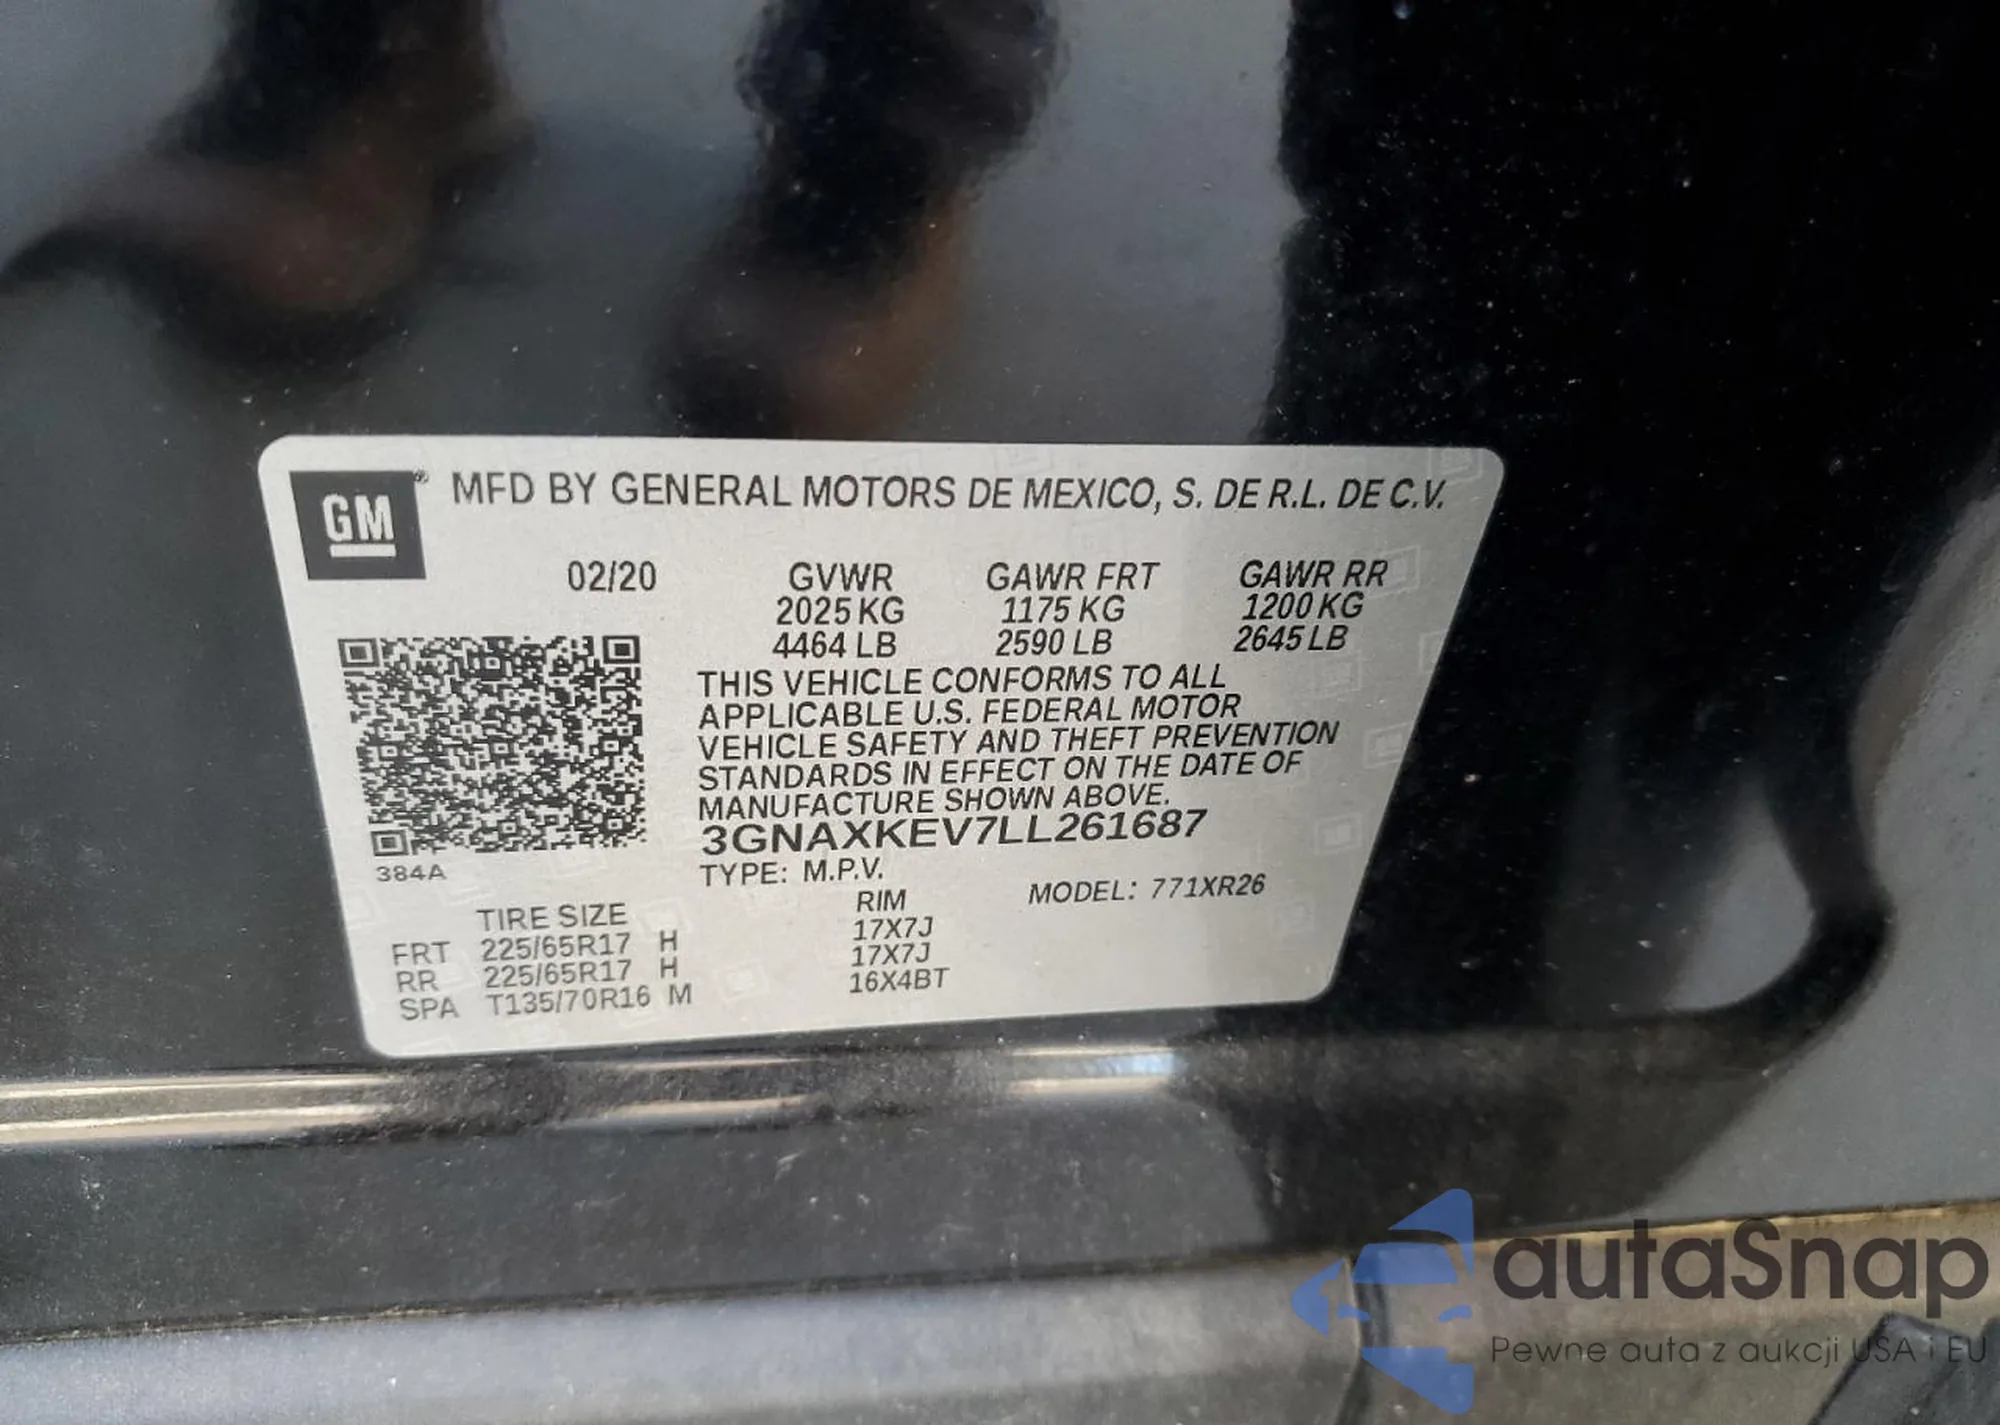 GM ® MFD BY GENERAL MOTORS DE MEXICO, S. DE R.L. DE C.V.
02/20 GVWR GAWR FRT GAWR RR
2025 KG 1175 KG 1200 KG
4464 LB 2590 LB 2645 LB
THIS VEHICLE CONFORMS TO ALL
APPLICABLE U.S. FEDERAL MOTOR
VEHICLE SAFETY AND THEFT PREVENTION
STANDARDS IN EFFECT ON THE DATE OF
MANUFACTURE SHOWN ABOVE.
3GNAXKEV7LL261687
384A TYPE: M.P.V.
MODEL: 771XR26
TIRE SIZE RIM
FRT 225/65R17 H 17X7J
RR 225/65R17 H 17X7J
SPA T135/70R16 M 16X4BT
autaSnap
Pewne auta z aukcji USA i EU